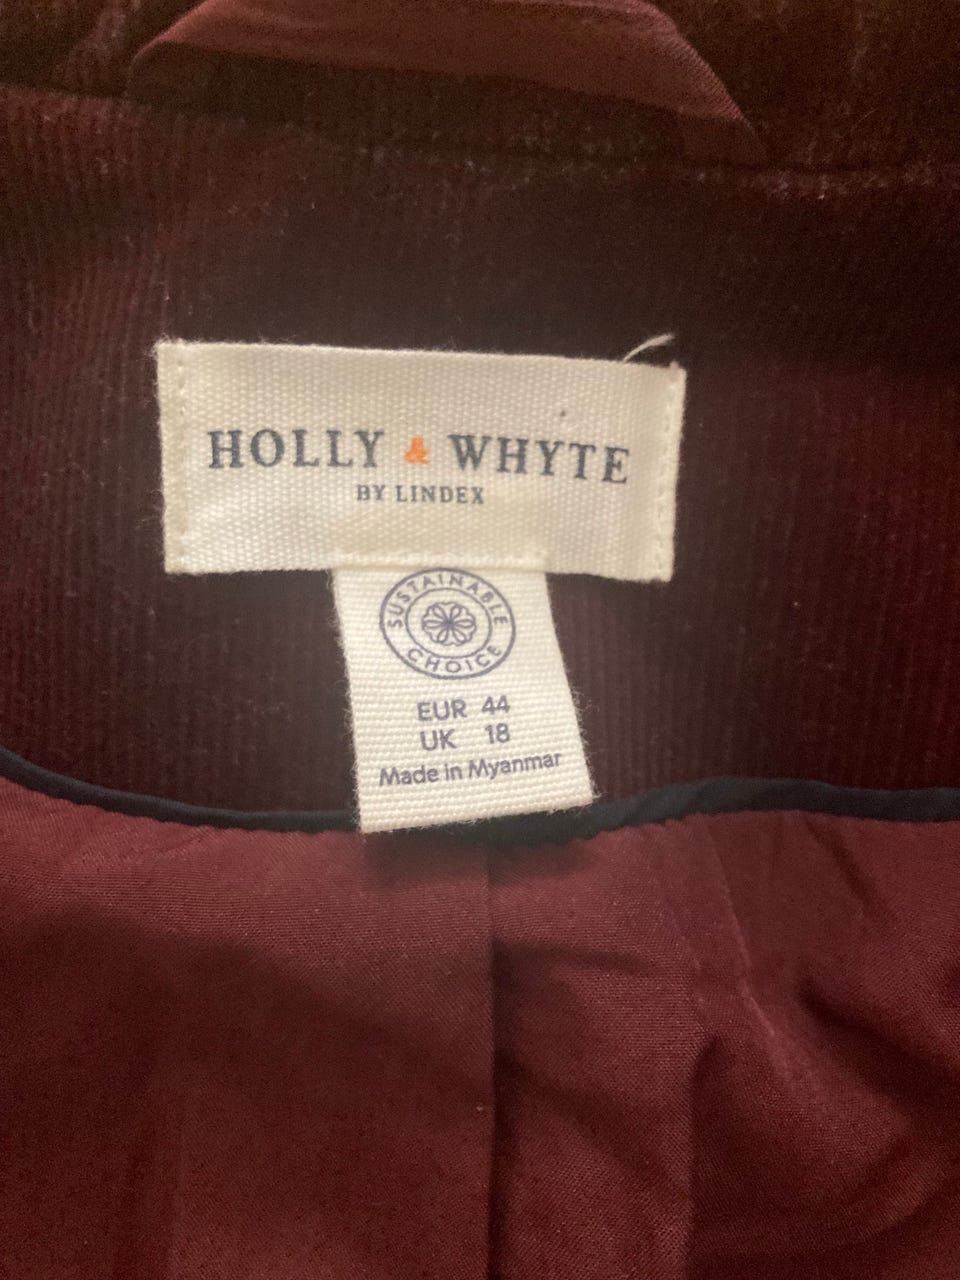 HOLLY & WHYTE
BY LINDEX
SUSTAINABLE
CHOICE
EUR 44
UK 18
Made in Myanmar